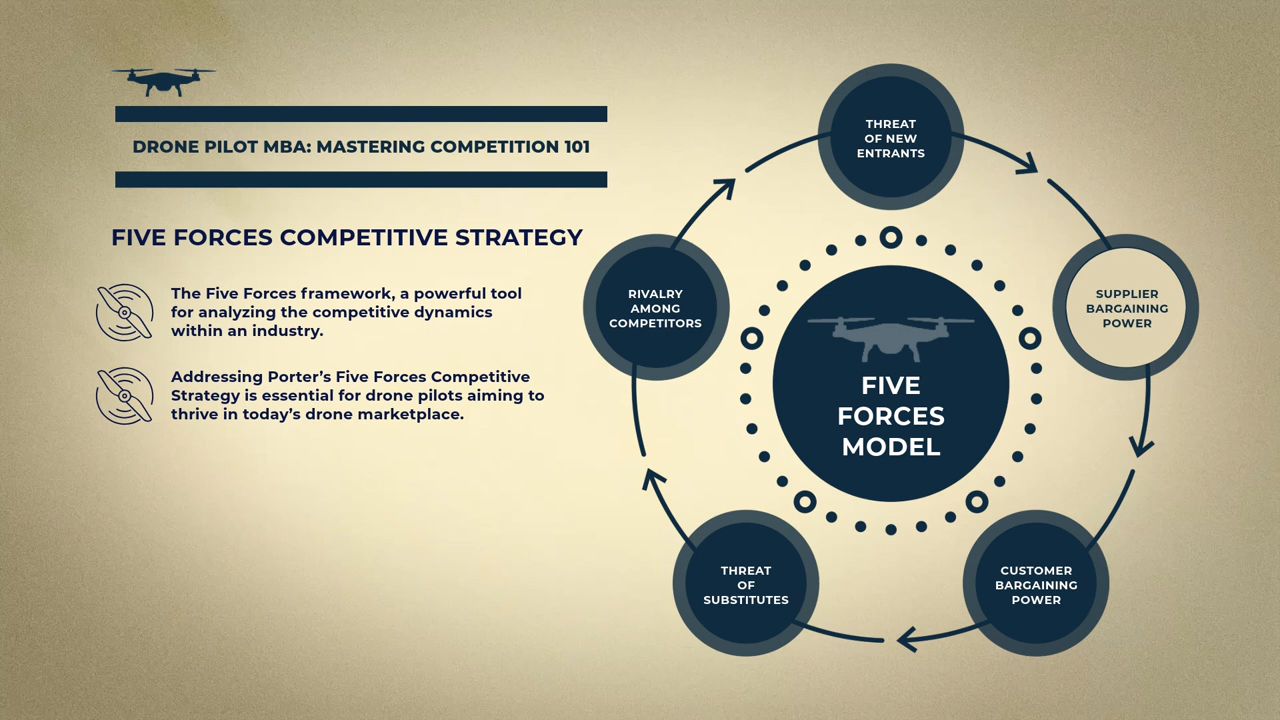 DRONE PILOT MBA: MASTERING COMPETITION 101
FIVE FORCES COMPETITIVE STRATEGY
The Five Forces framework, a powerful tool
for analyzing the competitive dynamics
within an industry.
Addressing Porter’s Five Forces Competitive
Strategy is essential for drone pilots aiming to
thrive in today’s drone marketplace.
THREAT
OF NEW
ENTRANTS
SUPPLIER
BARGAINING
POWER
CUSTOMER
BARGAINING
POWER
THREAT
OF
SUBSTITUTES
RIVALRY
AMONG
COMPETITORS
FIVE
FORCES
MODEL